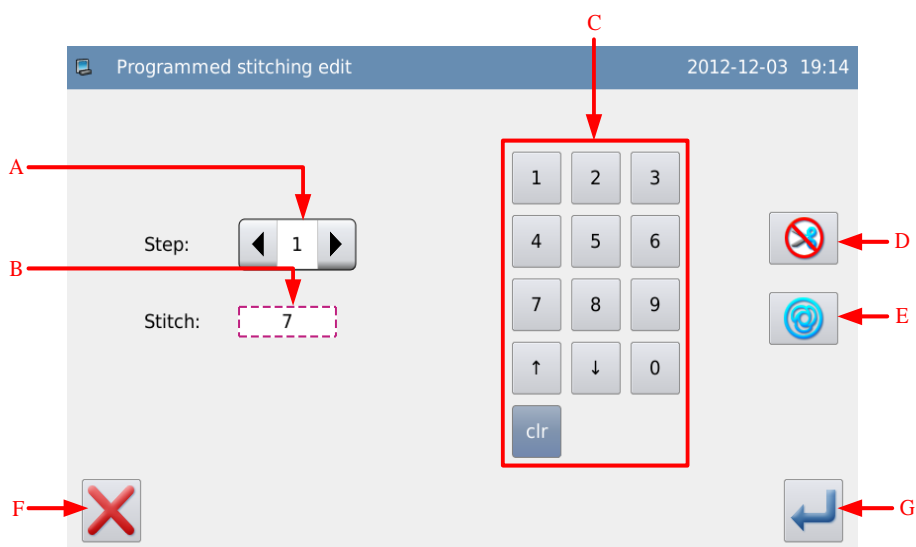 C
Programmed stitching edit 2012-12-03 19:14
A
1 2 3
Step: 1
4 5 6
D
B
Stitch: 7
7 8 9
E
↑ ↓ 0
clr
F
G